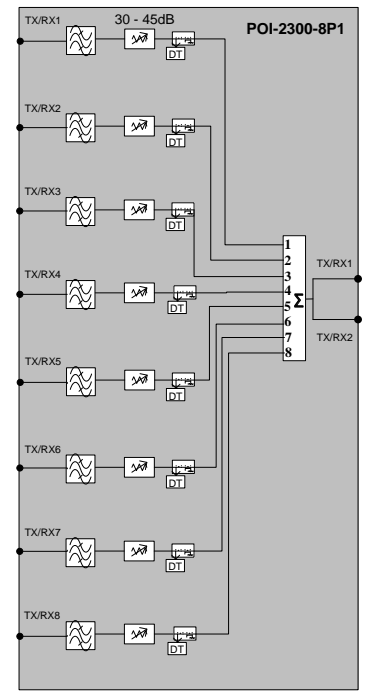 30 - 45dB
POI-2300-8P1
TX/RX1
DT
TX/RX2
DT
TX/RX3
DT
TX/RX4
DT
TX/RX5
DT
TX/RX6
DT
TX/RX7
DT
TX/RX8
DT
1
2
3
4
5
6
7
8
Σ
TX/RX1
TX/RX2